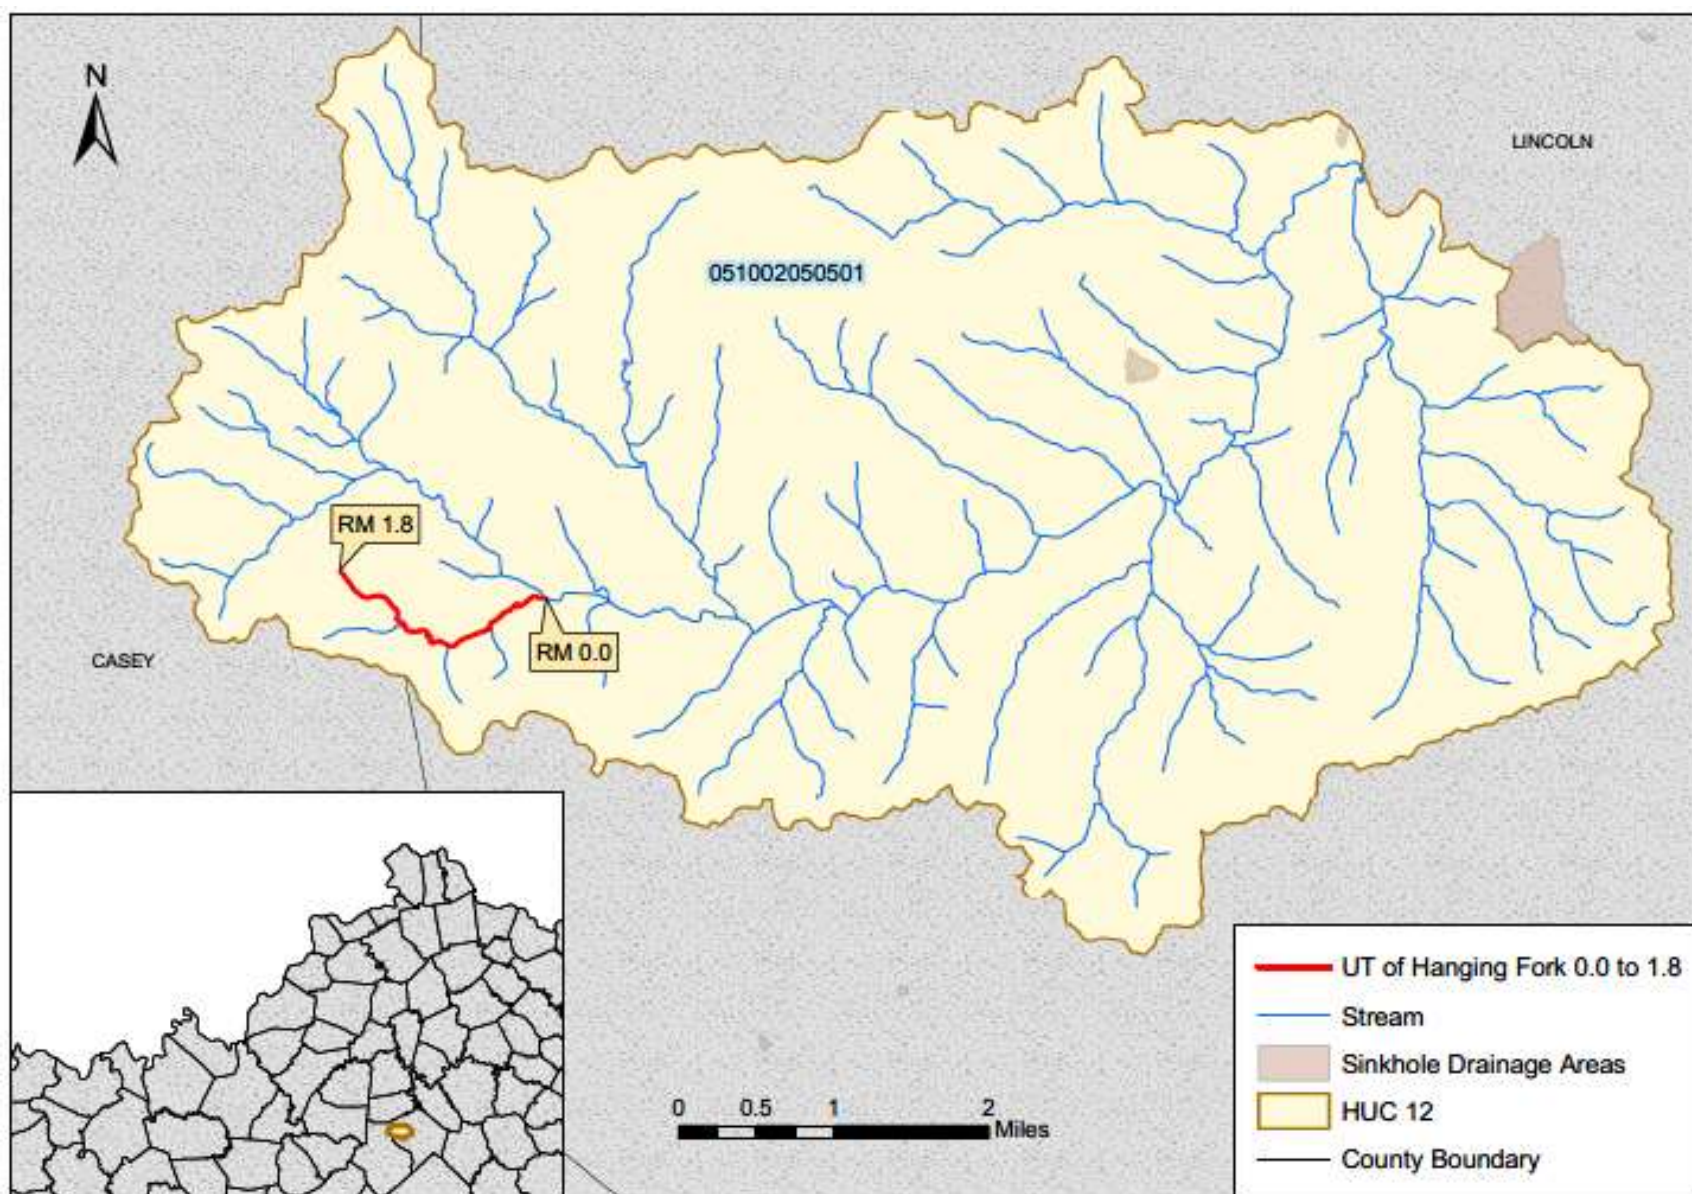 N
LINCOLN
051002050501
RM 1.8
RM 0.0
CASEY
0 0.5 1 2
Miles
UT of Hanging Fork 0.0 to 1.8
Stream
Sinkhole Drainage Areas
HUC 12
County Boundary